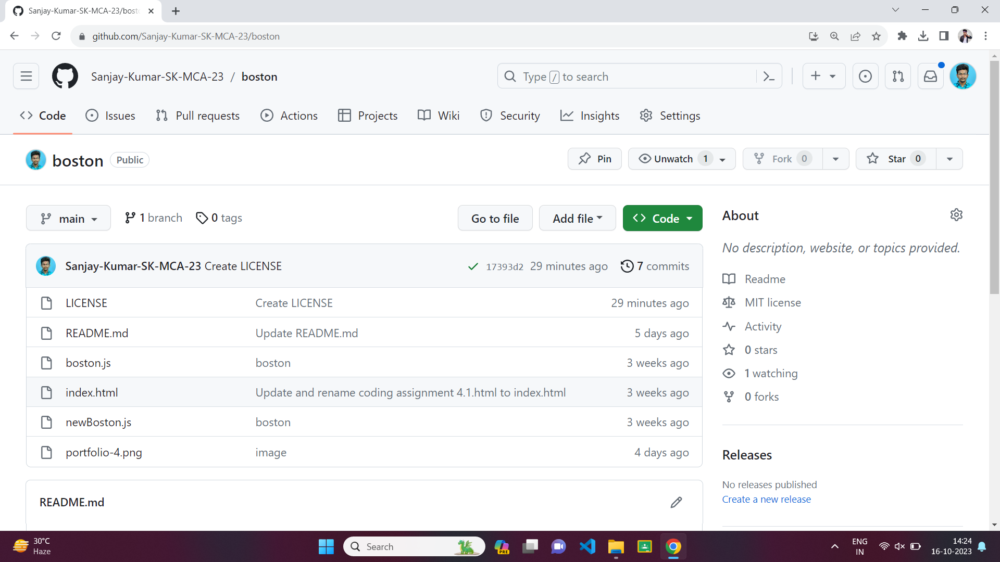 Sanjay-Kumar-SK-MCA-23/bost
github.com/Sanjay-Kumar-SK-MCA-23/boston
Sanjay-Kumar-SK-MCA-23 / boston
Type / to search
Code Issues Pull requests Actions Projects Wiki Security Insights Settings
boston Public
Pin Unwatch 1 Fork 0 Star 0
main 1 branch 0 tags Go to file Add file Code
Sanjay-Kumar-SK-MCA-23 Create LICENSE 17393d2 29 minutes ago 7 commits
LICENSE Create LICENSE 29 minutes ago
README.md Update README.md 5 days ago
boston.js boston 3 weeks ago
index.html Update and rename coding assignment 4.1.html to index.html 3 weeks ago
newBoston.js boston 3 weeks ago
portfolio-4.png image 4 days ago
README.md
About
No description, website, or topics provided.
Readme
MIT license
Activity
0 stars
1 watching
0 forks
Releases
No releases published
Create a new release
30°C
Haze
Search
PRE
ENG
IN
14:24
16-10-2023